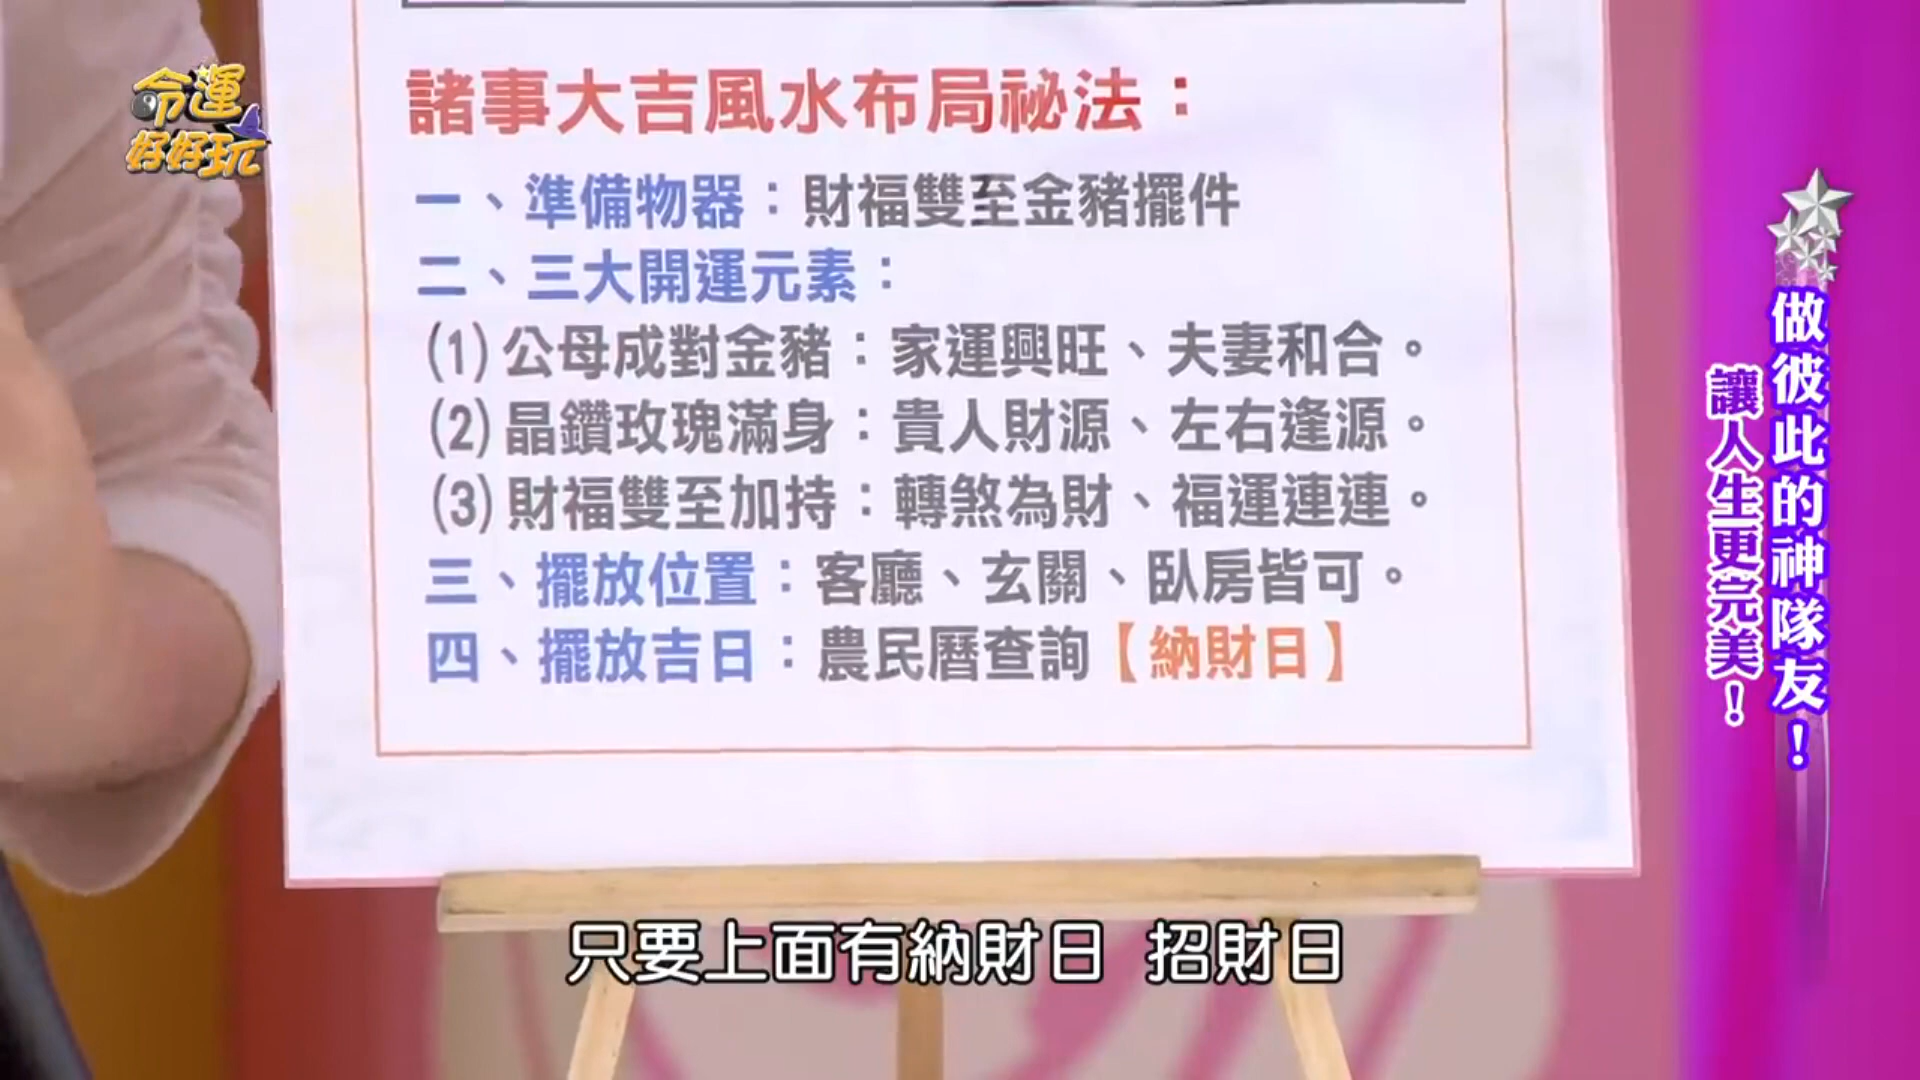 命運
好好玩
諸事大吉風水布局祕法：
一、準備物器：財福雙至金豬擺件
二、三大開運元素：
(1)公母成對金豬：家運興旺、夫妻和合。
(2)晶鑽玫瑰滿身：貴人財源、左右逢源。
(3)財福雙至加持：轉煞為財、福運連連。
三、擺放位置：客廳、玄關、臥房皆可。
四、擺放吉日：農民曆查詢【納財日】
做彼此的神隊友！
讓人生更完美！
只要上面有納財日 招財日